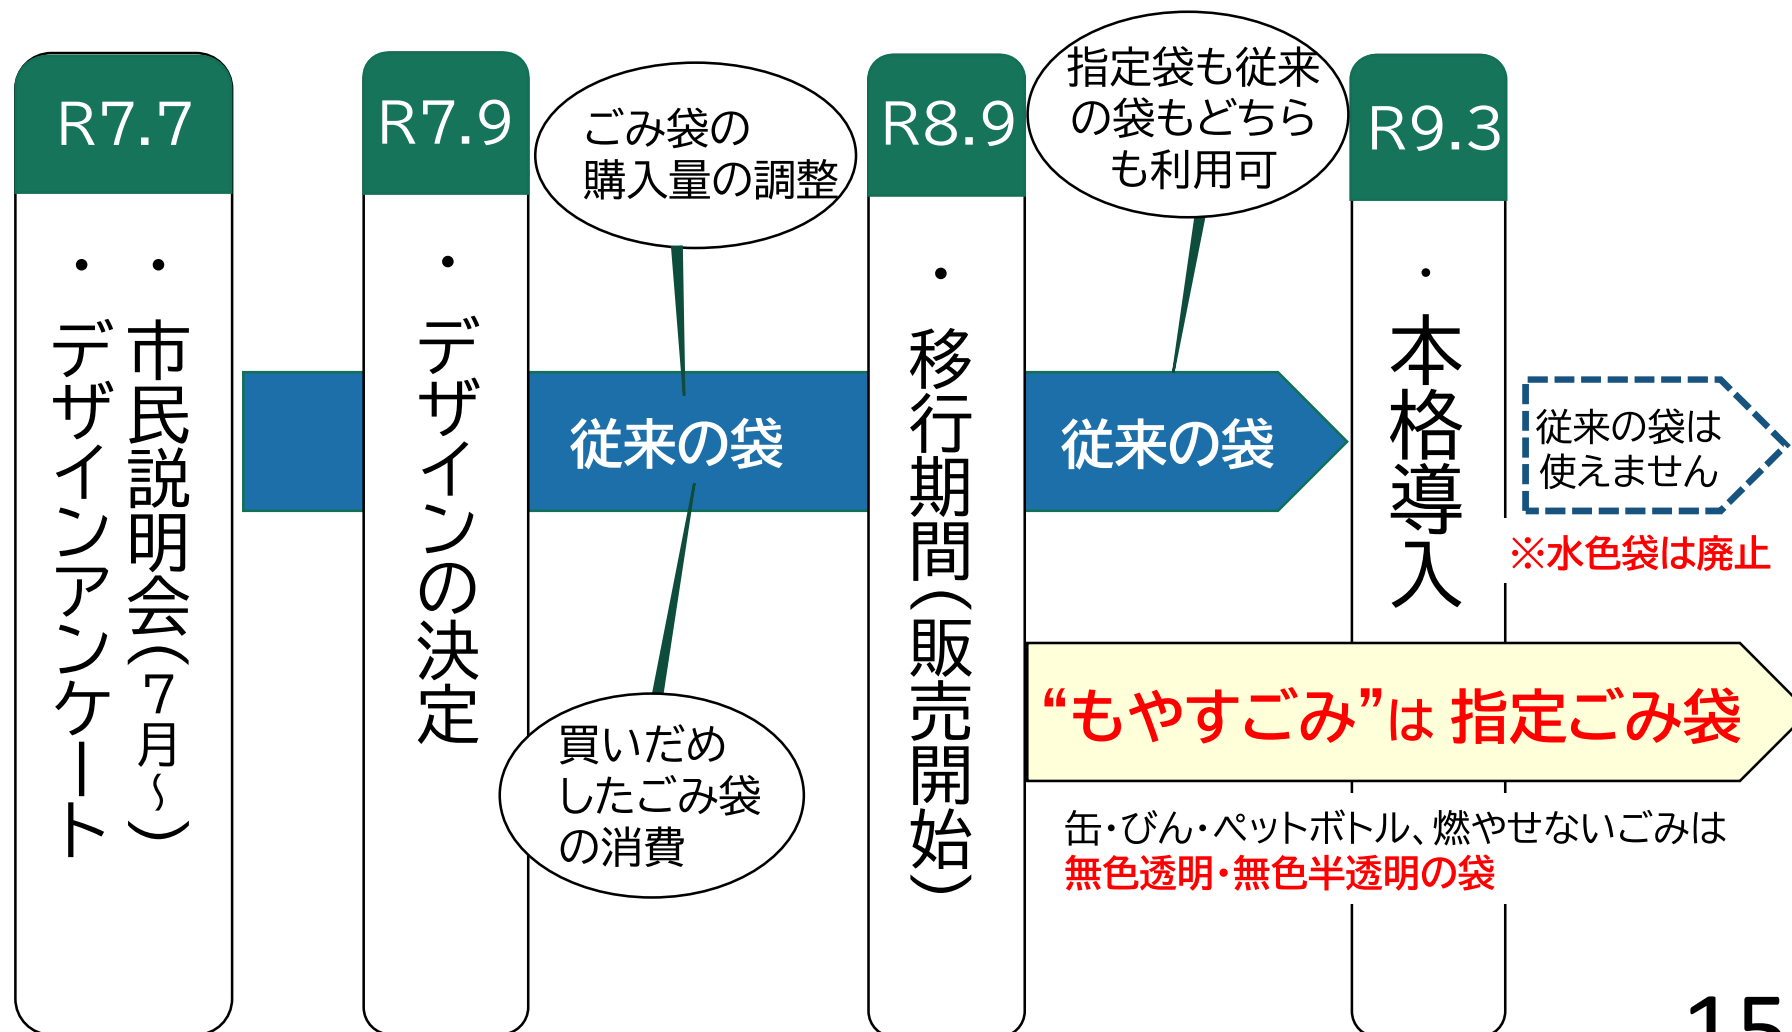 R7.7
・市民説明会（7月～）
・デザインアンケート
R7.9
・デザインの決定
ごみ袋の
購入量の調整
従来の袋
買いだめ
したごみ袋
の消費
R8.9
・移行期間（販売開始）
指定袋も従来
の袋もどちら
も利用可
従来の袋
R9.3
・本格導入
従来の袋は
使えません
※水色袋は廃止
“もやすごみ”は 指定ごみ袋
缶・びん・ペットボトル、燃やせないごみは
無色透明・無色半透明の袋
15